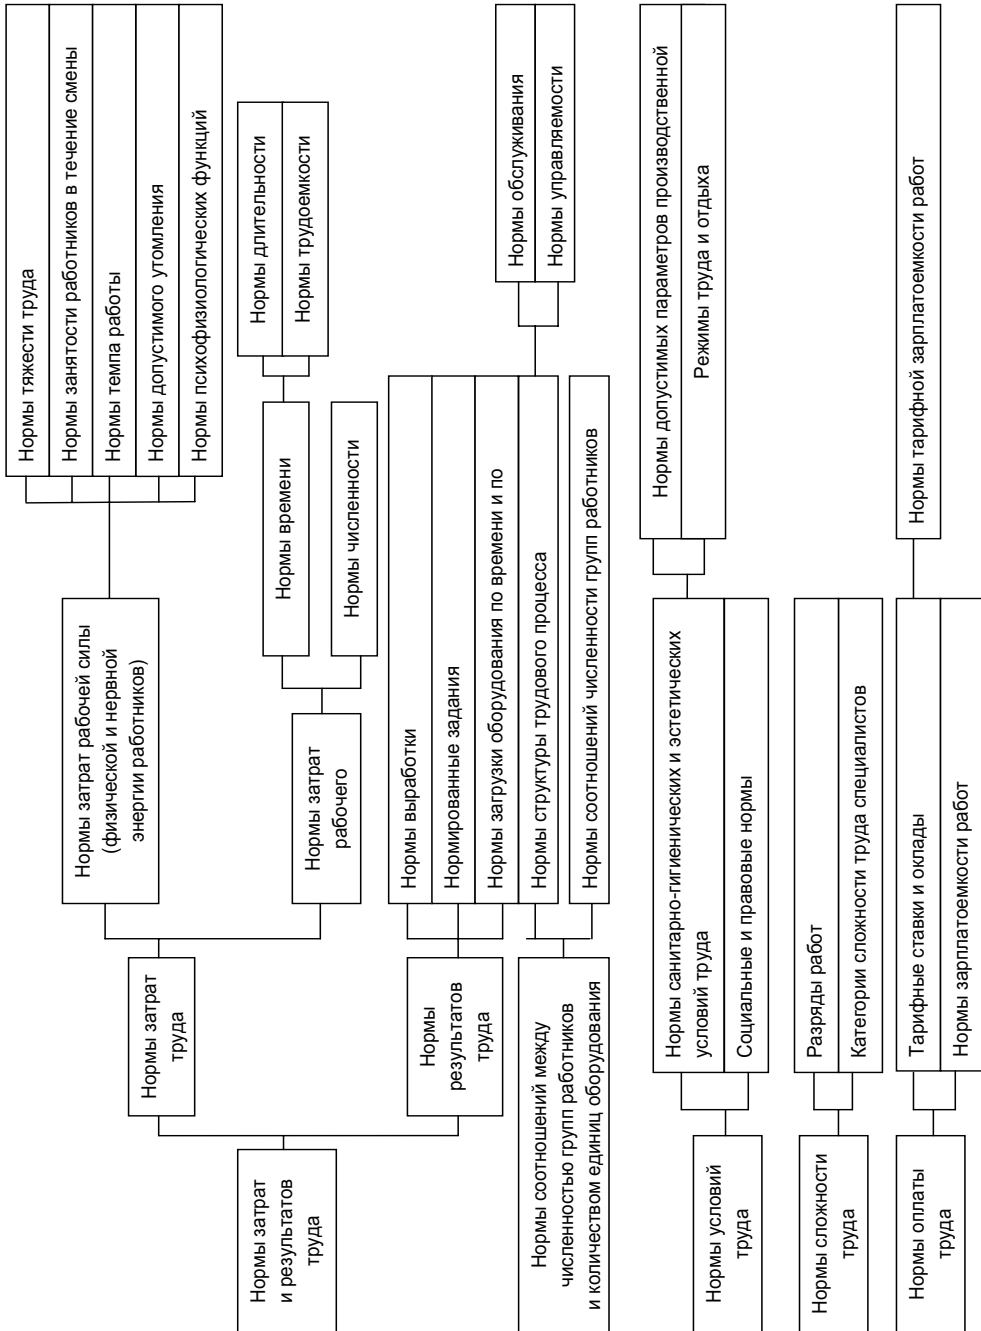 Нормы затрат
и результатов
труда
Нормы затрат
труда
Нормы затрат рабочей силы
(физической и нервной
энергии работников)
Нормы тяжести труда
Нормы занятости работников в течение смены
Нормы темпа работы
Нормы допустимого утомления
Нормы психофизиологических функций
Нормы затрат
рабочего
Нормы времени
Нормы длительности
Нормы трудоемкости
Нормы численности
Нормы
результатов
труда
Нормы выработки
Нормированные задания
Нормы загрузки оборудования по времени и по
Нормы соотношений между
численностью групп работников
и количеством единиц оборудования
Нормы структуры трудового процесса
Нормы соотношений численности групп работников
Нормы обслуживания
Нормы управляемости
Нормы условий
труда
Нормы санитарно-гигиенических и эстетических
условий труда
Социальные и правовые нормы
Нормы допустимых параметров производственной
Режимы труда и отдыха
Нормы сложности
труда
Разряды работ
Категории сложности труда специалистов
Нормы оплаты
труда
Тарифные ставки и оклады
Нормы зарплатоемкости работ
Нормы тарифной зарплатоемкости работ